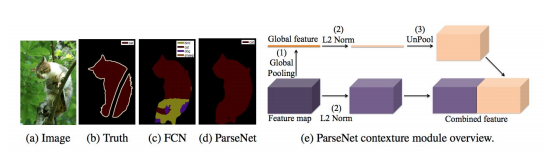 Global feature
(2)
L2 Norm
(3)
UnPool
(1)
Global
Pooling
Feature map
(2)
L2 Norm
Combined feature
(a) Image
(b) Truth
(c) FCN
(d) ParseNet
(e) ParseNet contexture module overview.